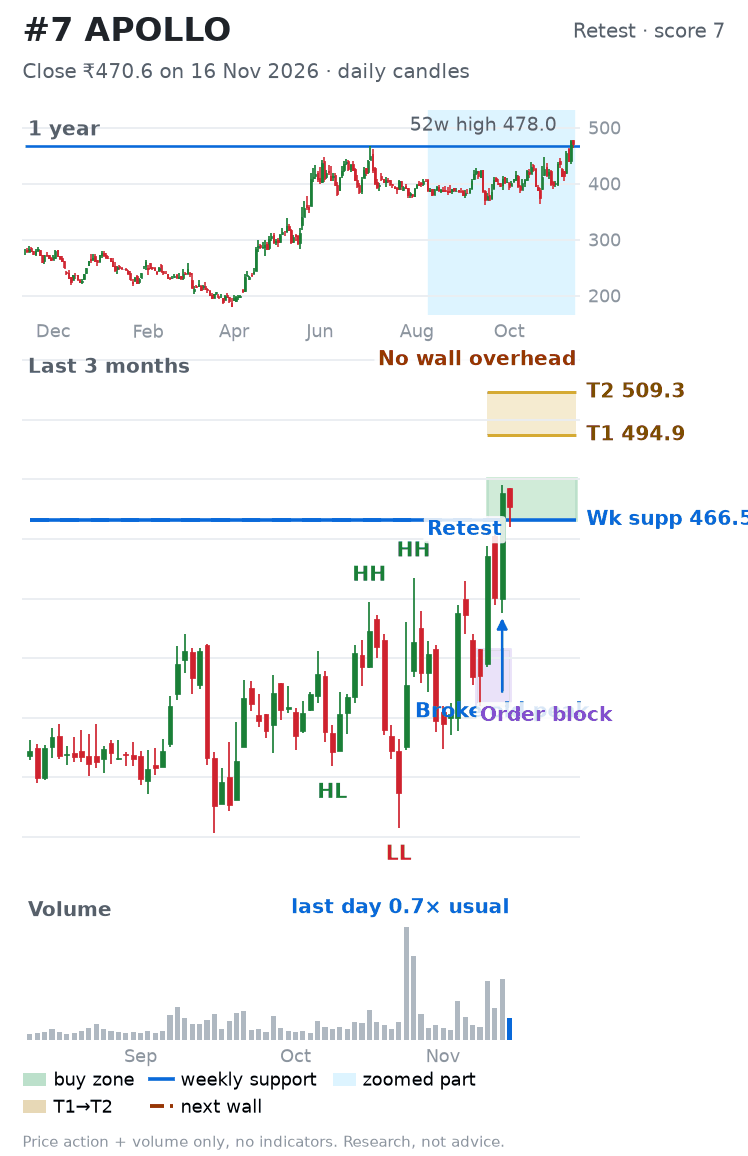 #7 APOLLO
Retest · score 7
Close ₹470.6 on 16 Nov 2026 · daily candles
1 year
52w high 478.0
500
400
300
200
Dec Feb Apr Jun Aug Oct
Last 3 months
No wall overhead
T2 509.3
T1 494.9
Wk supp 466.5
Retest
HH
HH
Broke
Order block
HL
LL
Volume
last day 0.7× usual
Sep Oct Nov
buy zone weekly support zoomed part
T1→T2 next wall
Price action + volume only, no indicators. Research, not advice.